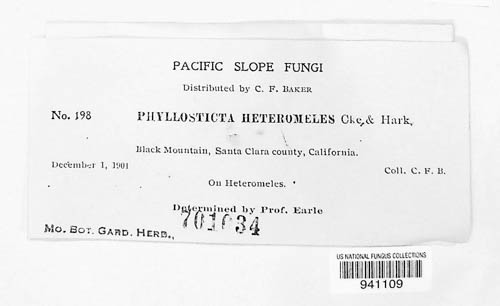 PACIFIC SLOPE FUNGI
Distributed by C. F. BAKER
No. 198 PHYLLOSTICTA HETEROMELES Cke, & Hark,
Black Mountain, Santa Clara county, California.
December 1, 1901 Coll. C. F. B.
On Heteromeles.
Determined by Prof. Earle
701034
MO. BOT. GARD. HERB.,
US NATIONAL FUNGUS COLLECTIONS
941109